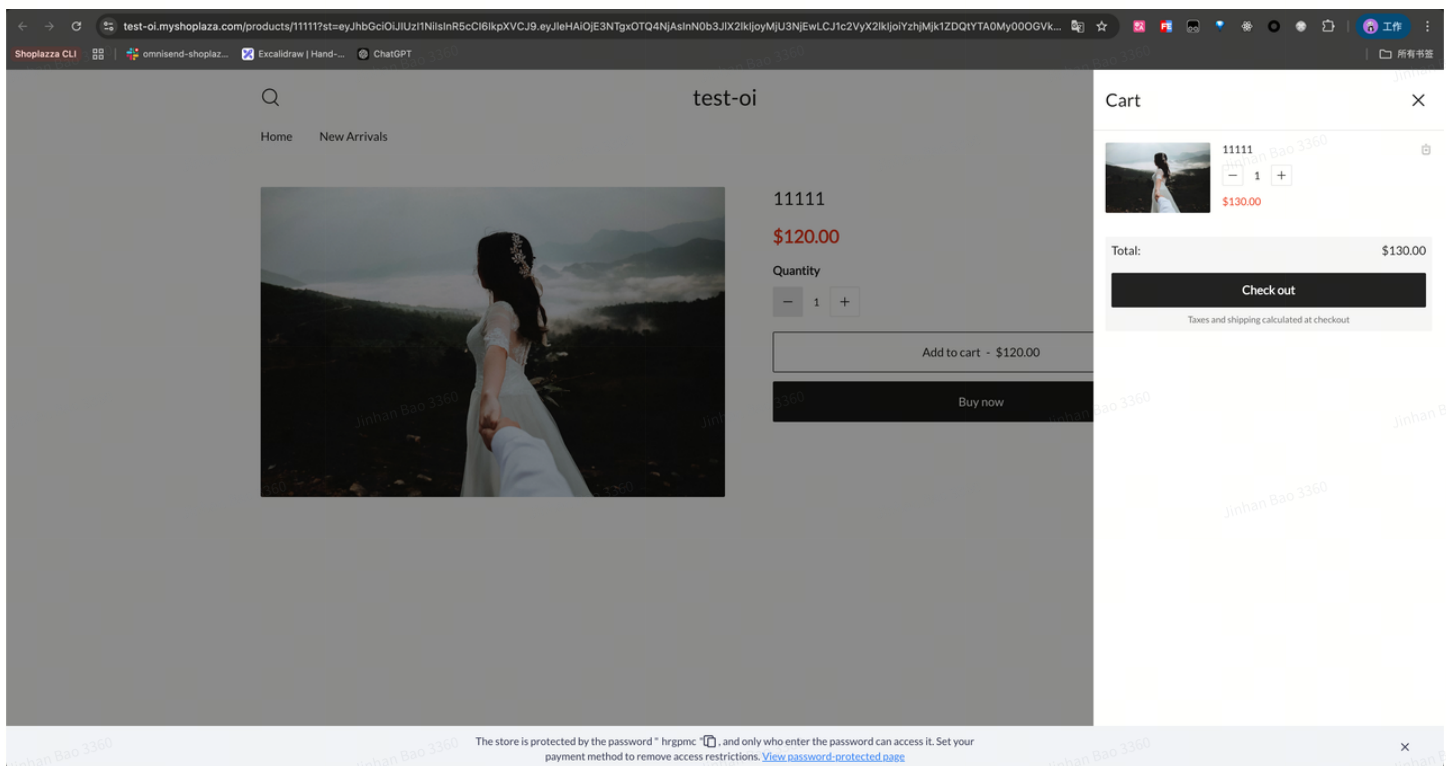 test-oi.myshoplaza.com/products/11111?st=eyJhbGciOiJIUzI1NiIsInR5cCI6IkpXVCJ9.eyJleHAiOjE3NTgxOTQ4NjAsInN0b3JlX2lkIjoyMjU3NjEwLCJ1c2VyX2lkIjoiYzhjMjk1ZDQtYTA0My00OGVk...
工作
Shoplazza CLI
omnisend-shoplaz...
Excalidraw | Hand-...
ChatGPT
所有书签
test-oi
Home New Arrivals
11111
$120.00
Quantity
1
Add to cart - $120.00
Buy now
Cart
11111
1
$130.00
Total: $130.00
Check out
Taxes and shipping calculated at checkout
The store is protected by the password " hrgpmc " , and only who enter the password can access it. Set your
payment method to remove access restrictions. View password-protected page
Jinhan Bao 3360